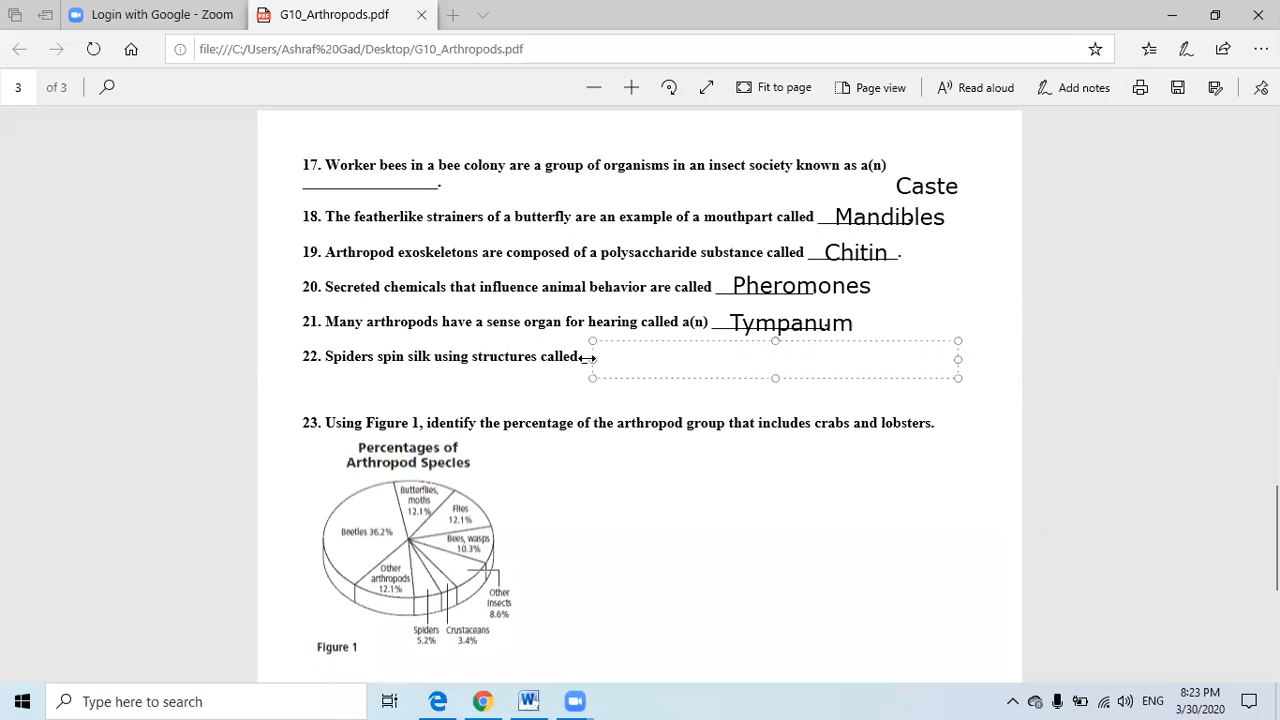 Login with Google - Zoom
G10_Arthropods.pdf
file:///C:/Users/Ashraf%20Gad/Desktop/G10_Arthropods.pdf
3 of 3
Fit to page
Page view
Read aloud
Add notes
17. Worker bees in a bee colony are a group of organisms in an insect society known as a(n)
__________________. Caste
18. The featherlike strainers of a butterfly are an example of a mouthpart called Mandibles
19. Arthropod exoskeletons are composed of a polysaccharide substance called Chitin.
20. Secreted chemicals that influence animal behavior are called Pheromones
21. Many arthropods have a sense organ for hearing called a(n) Tympanum.
22. Spiders spin silk using structures called
23. Using Figure 1, identify the percentage of the arthropod group that includes crabs and lobsters.
Percentages of
Arthropod Species
Butterflies,
moths
12.1%
Flies
12.1%
Beetles 36.2%
Bees, wasps
10.3%
Other
arthropods
12.1%
Other
insects
8.6%
Spiders
5.2%
Crustaceans
3.4%
Figure 1
Type here to search
ENG
8:23 PM
3/30/2020